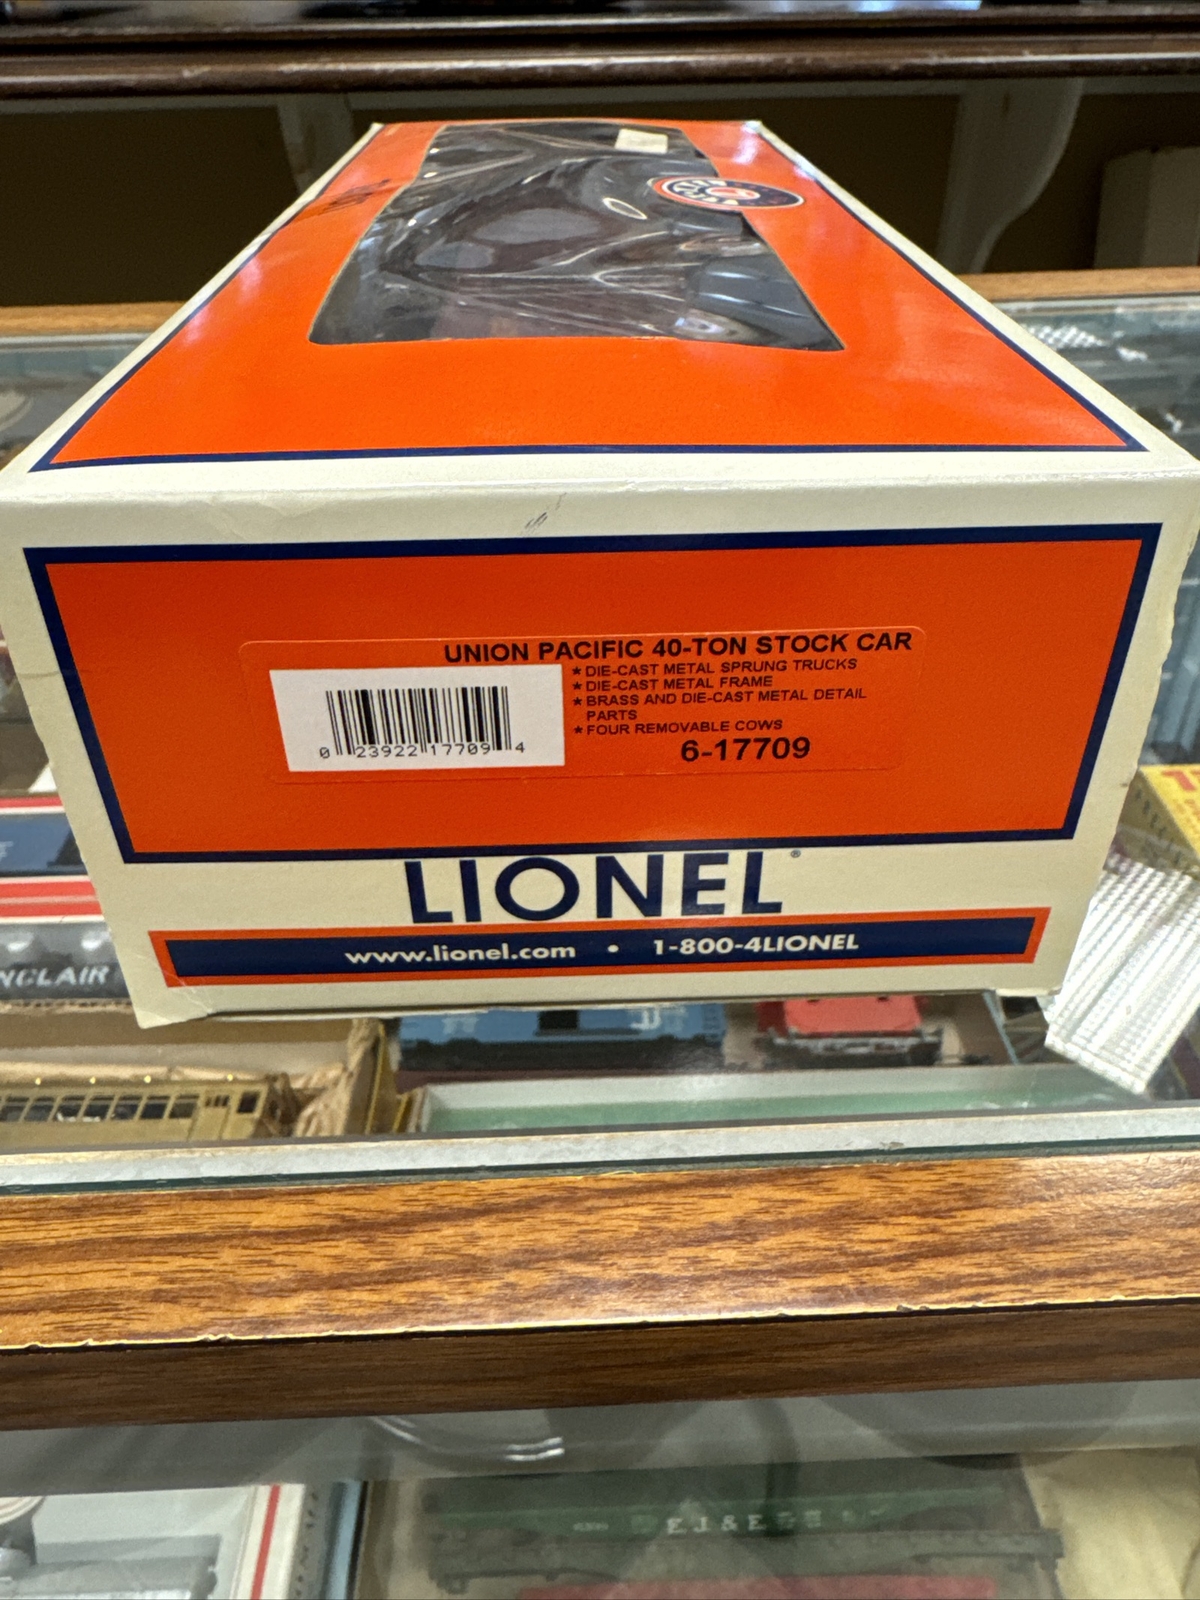 UNION PACIFIC 40-TON STOCK CAR
★ DIE-CAST METAL SPRUNG TRUCKS
★ DIE-CAST METAL FRAME
★ BRASS AND DIE-CAST METAL DETAIL
PARTS
★ FOUR REMOVABLE COWS
6-17709
0 23922 17709 4
LIONEL®
www.lionel.com • 1-800-4LIONEL
NCLAIR
E J & E